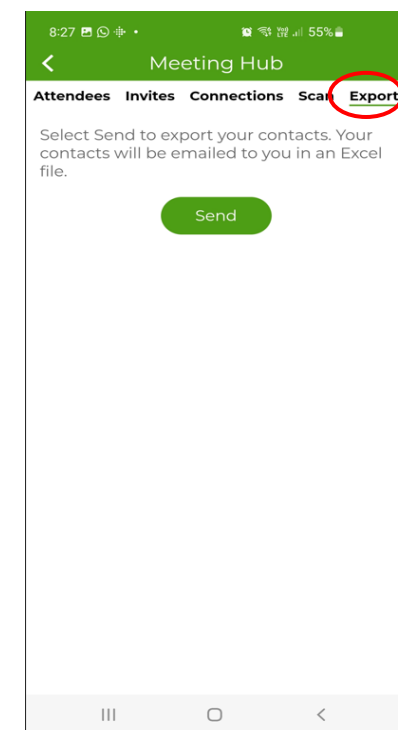 8:27
55%
Meeting Hub
Attendees Invites Connections Scan Export
Select Send to export your contacts. Your
contacts will be emailed to you in an Excel
file.
Send